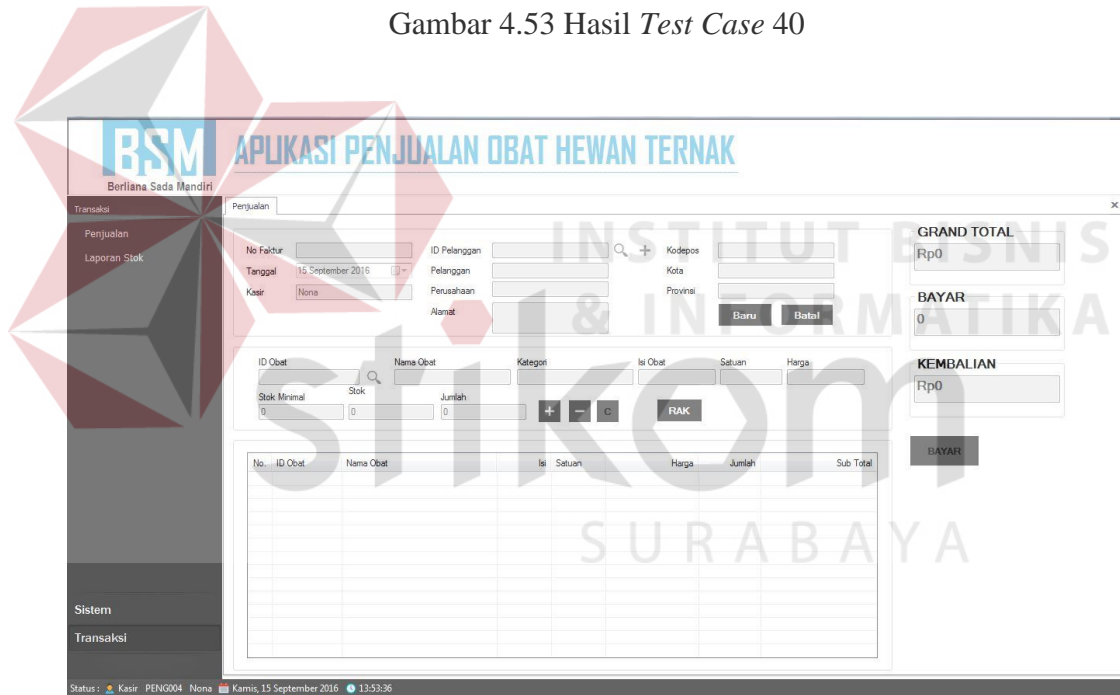 Gambar 4.53 Hasil Test Case 40
BSM
Berliana Sada Mandiri
APLIKASI PENJUALAN OBAT HEWAN TERNAK
Transaksi
Penjualan
Laporan Stok
Sistem
Transaksi
Penjualan
x
No Faktur
Tanggal 15 September 2016
Kasir Nona
ID Pelanggan
Pelanggan
Perusahaan
Alamat
Kodepos
Kota
Provinsi
Baru Batal
ID Obat Nama Obat Kategori Isi Obat Satuan Harga
Stok Minimal Stok Jumlah
0 0 0 + - C RAK
No. ID Obat Nama Obat Isi Satuan Harga Jumlah Sub Total
GRAND TOTAL
Rp0
BAYAR
0
KEMBALIAN
Rp0
BAYAR
INSTITUT BISNIS
& INFORMATIKA
stikom
SURABAYA
Status : Kasir PENG004 Nona Kamis, 15 September 2016 13:53:36